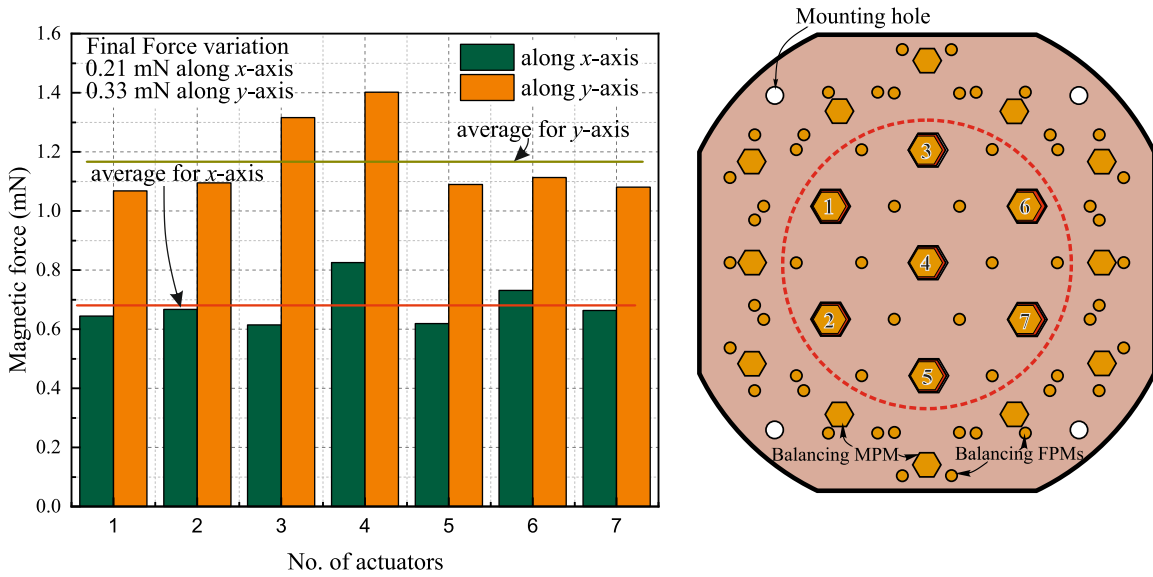 Final Force variation
0.21 mN along x-axis
0.33 mN along y-axis
along x-axis
along y-axis
average for y-axis
average for x-axis
Magnetic force (mN)
1.6
1.4
1.2
1.0
0.8
0.6
0.4
0.2
0.0
1 2 3 4 5 6 7
No. of actuators
Mounting hole
3
1
6
4
2
7
5
Balancing MPM
Balancing FPMs